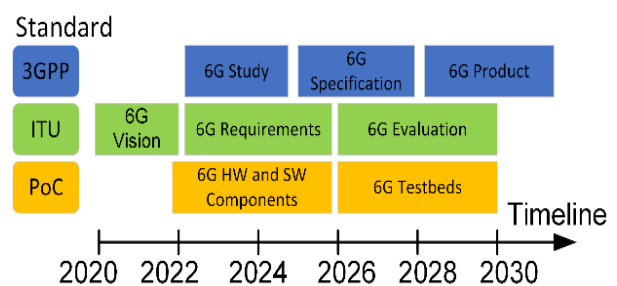 Standard
3GPP
6G Study
6G
Specification
6G Product
ITU
6G
Vision
6G Requirements
6G Evaluation
PoC
6G HW and SW
Components
6G Testbeds
Timeline
2020 2022 2024 2026 2028 2030